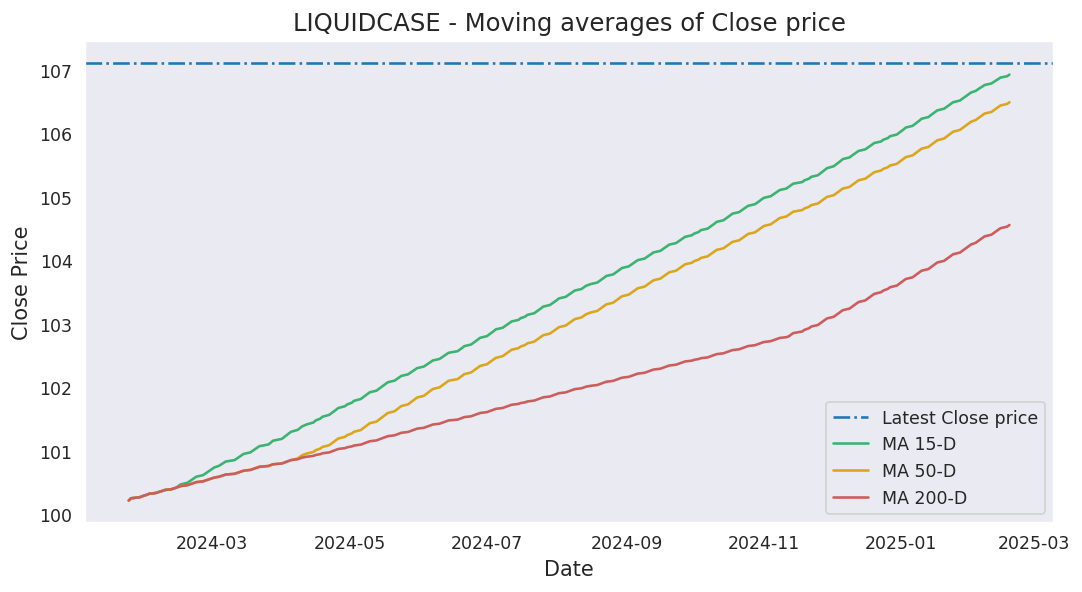 LIQUIDCASE - Moving averages of Close price
107
106
105
104
103
102
101
100
Close Price
Latest Close price
MA 15-D
MA 50-D
MA 200-D
2024-03 2024-05 2024-07 2024-09 2024-11 2025-01 2025-03
Date